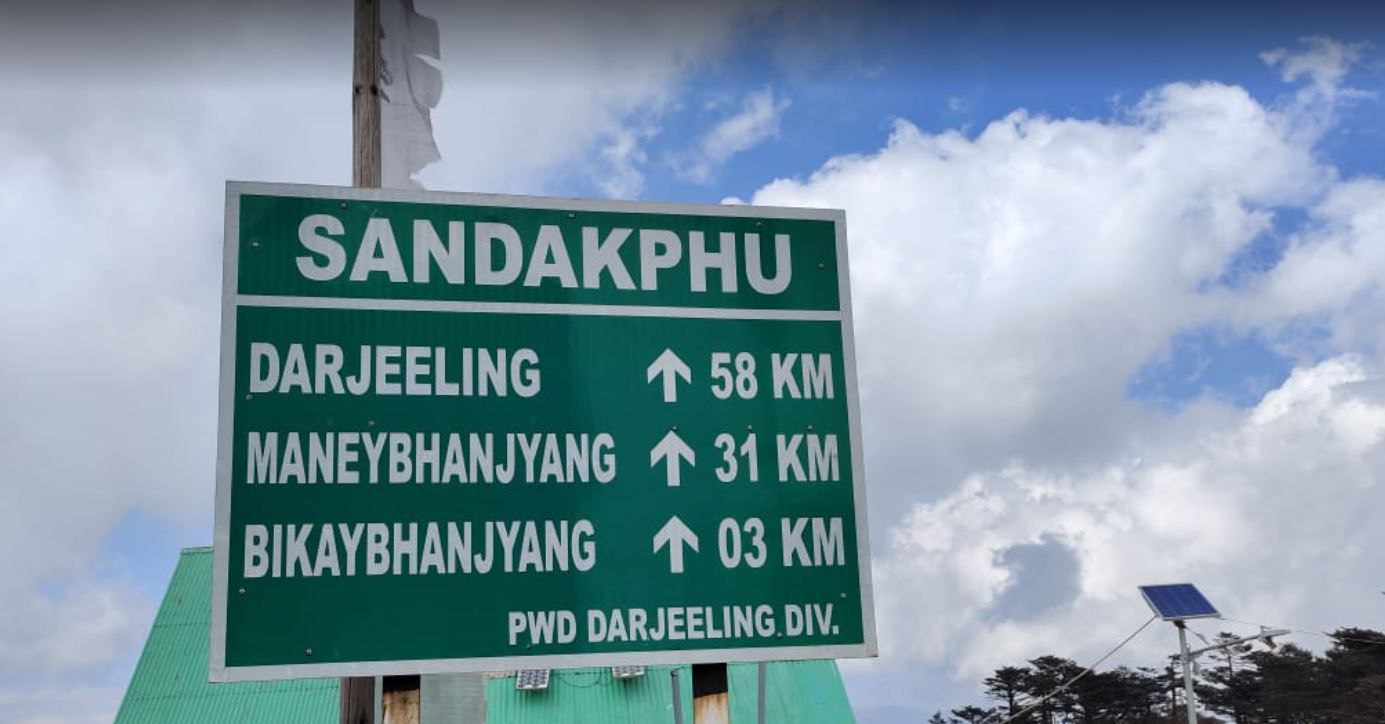 SANDAKPHU
DARJEELING ↑ 58 KM
MANEYBHANJYANG ↑ 31 KM
BIKAYBHANJYANG ↑ 03 KM
PWD DARJEELING DIV.